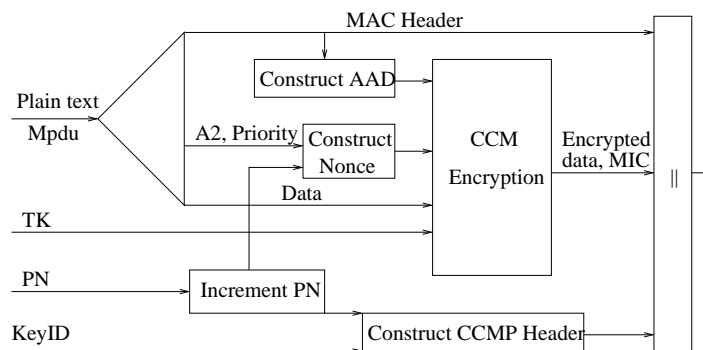 MAC Header
Construct AAD
Plain text
Mpdu
A2, Priority
Construct
Nonce
CCM
Encryption
Encrypted
data, MIC
||
Data
TK
PN
Increment PN
KeyID
Construct CCMP Header